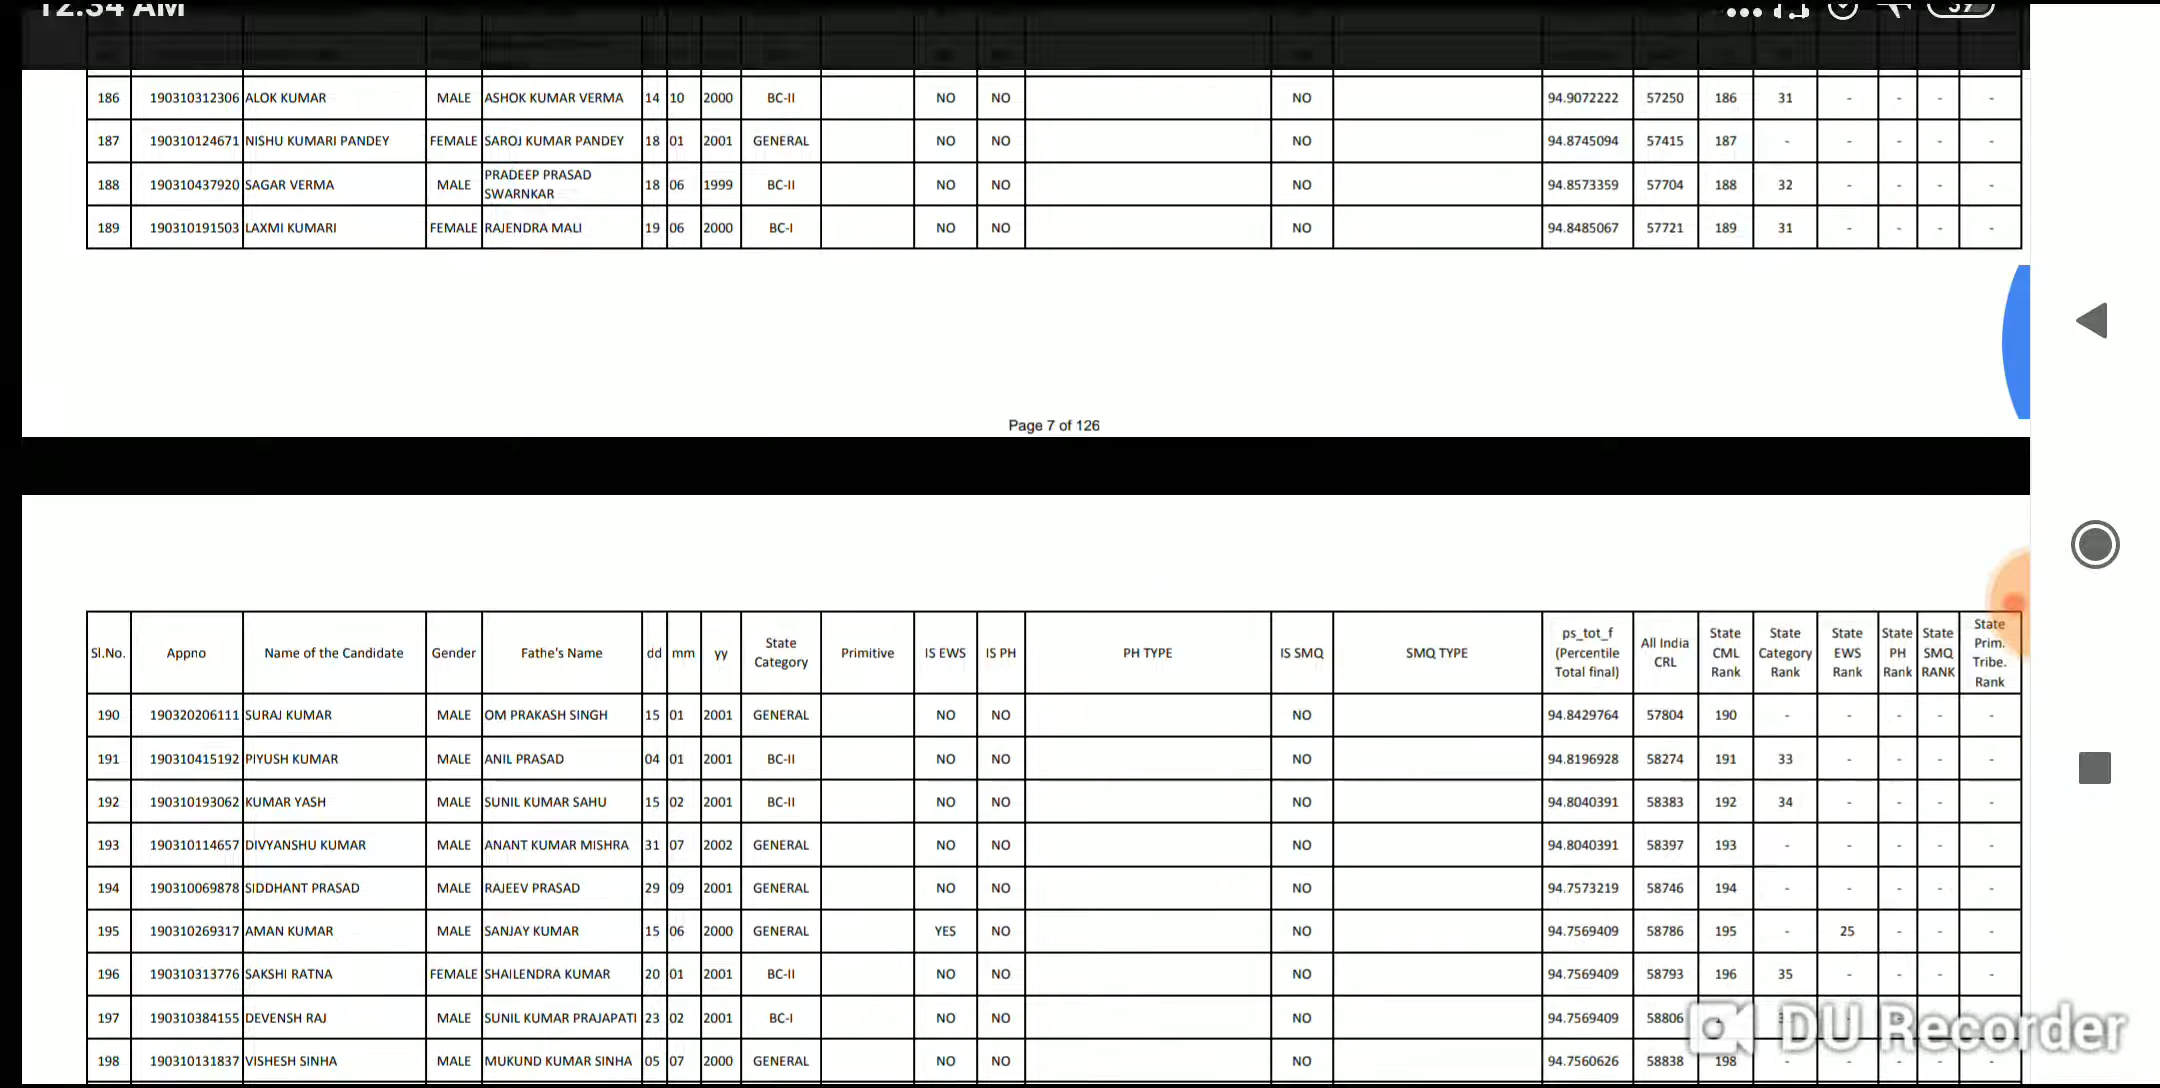 12:34 AM
186 190310312306 ALOK KUMAR MALE ASHOK KUMAR VERMA 14 10 2000 BC-II NO NO NO 94.9072222 57250 186 31 - - - -
187 190310124671 NISHU KUMARI PANDEY FEMALE SAROJ KUMAR PANDEY 18 01 2001 GENERAL NO NO NO 94.8745094 57415 187 - - - - -
188 190310437920 SAGAR VERMA MALE PRADEEP PRASAD SWARNKAR 18 06 1999 BC-II NO NO NO 94.8573359 57704 188 32 - - - -
189 190310191503 LAXMI KUMARI FEMALE RAJENDRA MALI 19 06 2000 BC-I NO NO NO 94.8485067 57721 189 31 - - - -
Page 7 of 126
Sl.No. Appno Name of the Candidate Gender Fathe's Name dd mm yy State Category Primitive IS EWS IS PH PH TYPE IS SMQ SMQ TYPE ps_tot_f (Percentile Total final) All India CRL State CML Rank State Category Rank State EWS Rank State PH Rank State SMQ RANK State Prim. Tribe. Rank
190 190320206111 SURAJ KUMAR MALE OM PRAKASH SINGH 15 01 2001 GENERAL NO NO NO 94.8429764 57804 190 - - - - -
191 190310415192 PIYUSH KUMAR MALE ANIL PRASAD 04 01 2001 BC-II NO NO NO 94.8196928 58274 191 33 - - - -
192 190310193062 KUMAR YASH MALE SUNIL KUMAR SAHU 15 02 2001 BC-II NO NO NO 94.8040391 58383 192 34 - - - -
193 190310114657 DIVYANSHU KUMAR MALE ANANT KUMAR MISHRA 31 07 2002 GENERAL NO NO NO 94.8040391 58397 193 - - - - -
194 190310069878 SIDDHANT PRASAD MALE RAJEEV PRASAD 29 09 2001 GENERAL NO NO NO 94.7573219 58746 194 - - - - -
195 190310269317 AMAN KUMAR MALE SANJAY KUMAR 15 06 2000 GENERAL YES NO NO 94.7569409 58786 195 - 25 - - -
196 190310313776 SAKSHI RATNA FEMALE SHAILENDRA KUMAR 20 01 2001 BC-II NO NO NO 94.7569409 58793 196 35 - - - -
197 190310384155 DEVENSH RAJ MALE SUNIL KUMAR PRAJAPATI 23 02 2001 BC-I NO NO NO 94.7569409 58806
198 190310131837 VISHESH SINHA MALE MUKUND KUMAR SINHA 05 07 2000 GENERAL NO NO NO 94.7560626 58838 198 - - - - -
DU Recorder